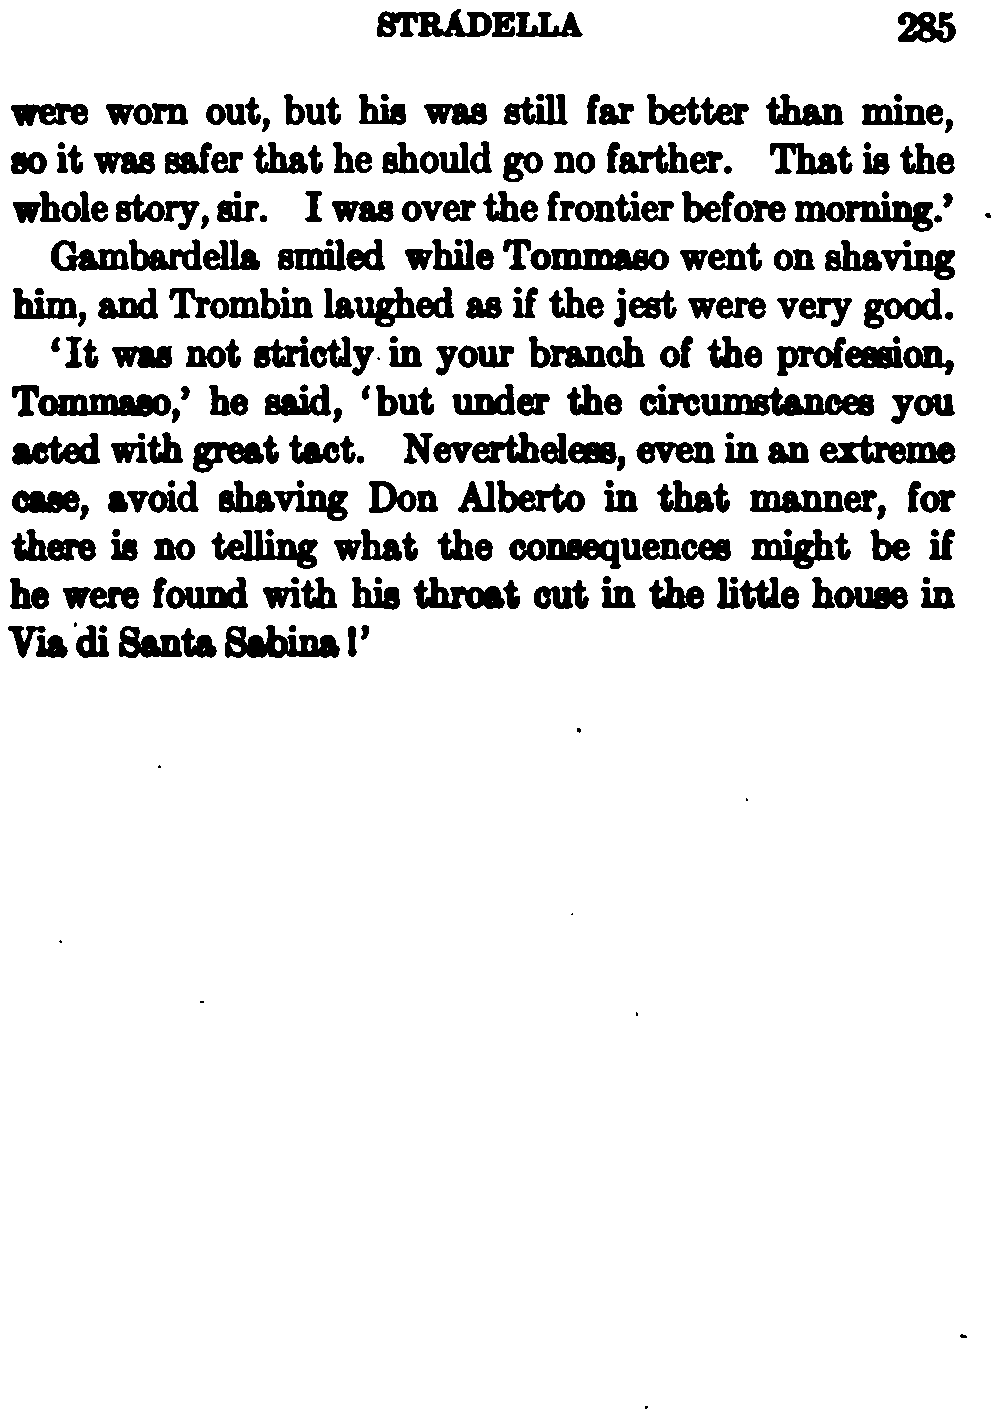 STRADELLA 285
were worn out, but his was still far better than mine,
so it was safer that he should go no farther. That is the
whole story, sir. I was over the frontier before morning.’
Gambardella smiled while Tommaso went on shaving
him, and Trombin laughed as if the jest were very good.
‘It was not strictly in your branch of the profession,
Tommaso,’ he said, ‘but under the circumstances you
acted with great tact. Nevertheless, even in an extreme
case, avoid shaving Don Alberto in that manner, for
there is no telling what the consequences might be if
he were found with his throat cut in the little house in
Via di Santa Sabina!’